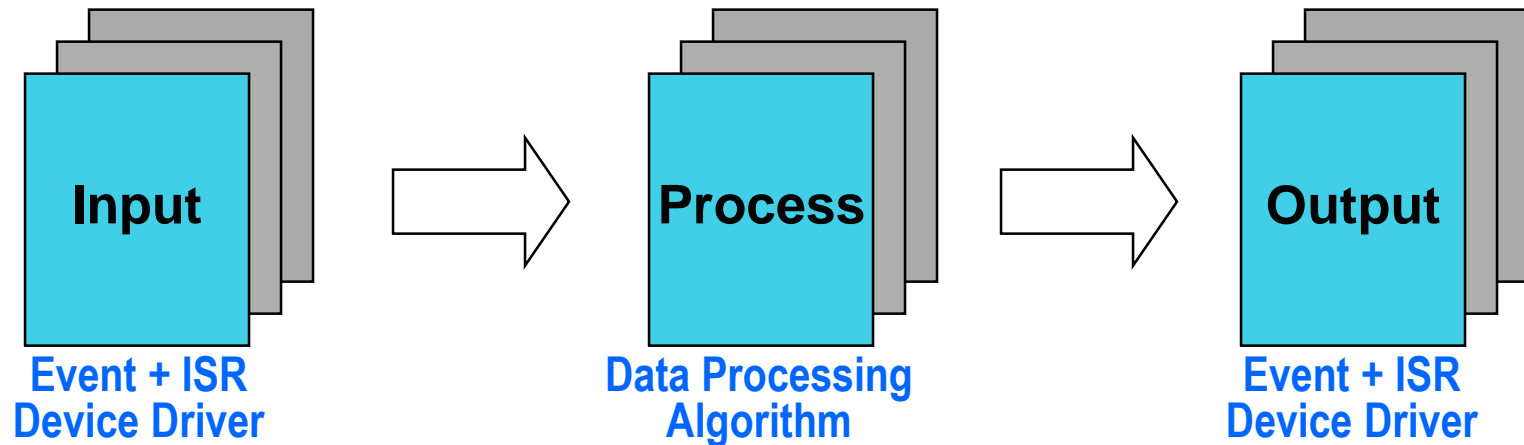 Input
Process
Output
Event + ISR
Device Driver
Data Processing
Algorithm
Event + ISR
Device Driver